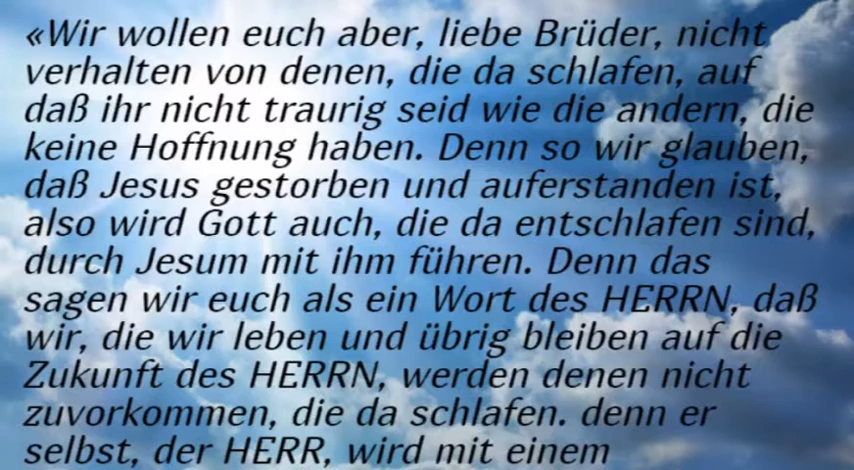 «Wir wollen euch aber, liebe Brüder, nicht
verhalten von denen, die da schlafen, auf
daß ihr nicht traurig seid wie die andern, die
keine Hoffnung haben. Denn so wir glauben,
daß Jesus gestorben und auferstanden ist,
also wird Gott auch, die da entschlafen sind,
durch Jesum mit ihm führen. Denn das
sagen wir euch als ein Wort des HERRN, daß
wir, die wir leben und übrig bleiben auf die
Zukunft des HERRN, werden denen nicht
zuvorkommen, die da schlafen. denn er
selbst, der HERR, wird mit einem